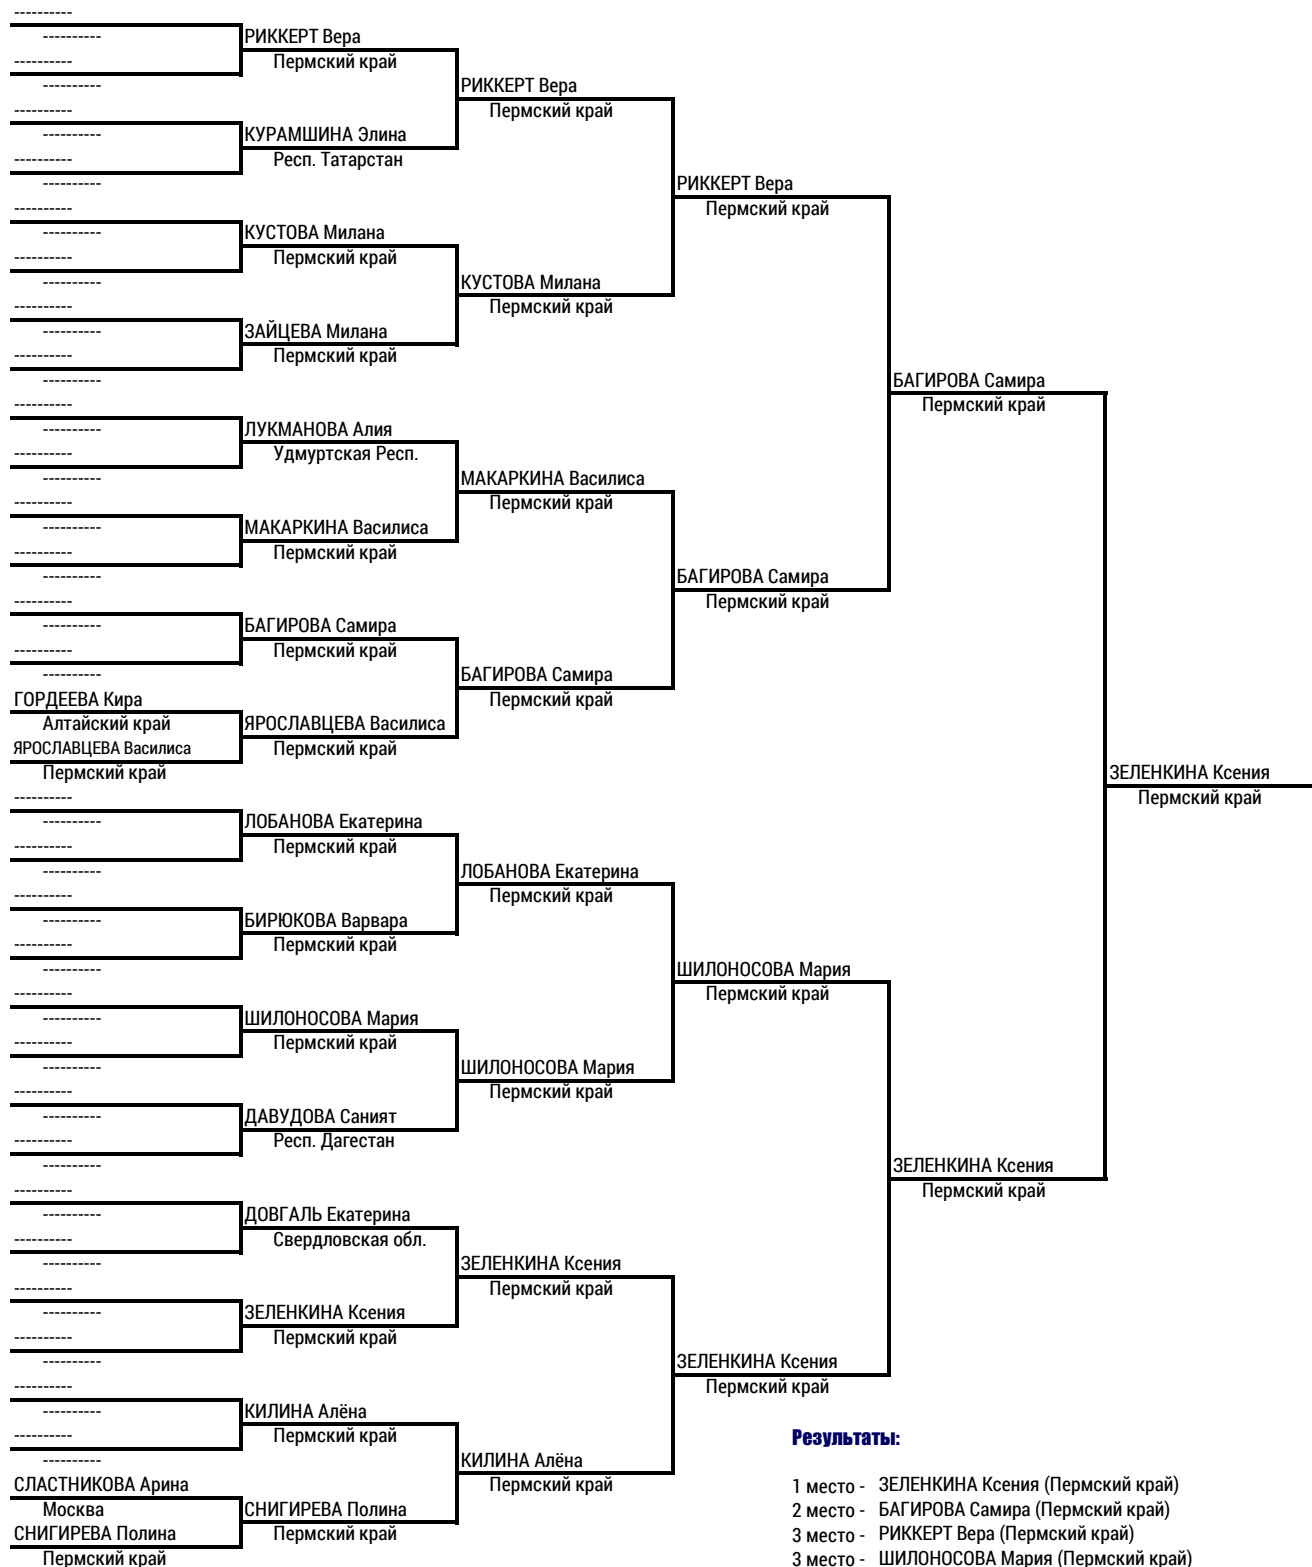 ----------
----------
РИККЕРТ Вера
----------
Пермский край
----------
РИККЕРТ Вера
----------
Пермский край
----------
КУРАМШИНА Элина
----------
Респ. Татарстан
----------
РИККЕРТ Вера
----------
Пермский край
----------
КУСТОВА Милана
----------
Пермский край
----------
КУСТОВА Милана
----------
Пермский край
----------
ЗАЙЦЕВА Милана
----------
Пермский край
----------
БАГИРОВА Самира
----------
Пермский край
----------
ЛУКМАНОВА Алия
----------
Удмуртская Респ.
----------
МАКАРКИНА Василиса
----------
Пермский край
----------
МАКАРКИНА Василиса
----------
Пермский край
----------
БАГИРОВА Самира
----------
Пермский край
----------
БАГИРОВА Самира
----------
Пермский край
----------
БАГИРОВА Самира
ГОРДЕЕВА Кира
Пермский край
Алтайский край
ЯРОСЛАВЦЕВА Василиса
ЯРОСЛАВЦЕВА Василиса
Пермский край
Пермский край
ЗЕЛЕНКИНА Ксения
----------
Пермский край
----------
ЛОБАНОВА Екатерина
----------
Пермский край
----------
ЛОБАНОВА Екатерина
----------
Пермский край
----------
БИРЮКОВА Варвара
----------
Пермский край
----------
ШИЛОНОСОВА Мария
----------
Пермский край
----------
ШИЛОНОСОВА Мария
----------
Пермский край
----------
ШИЛОНОСОВА Мария
----------
Пермский край
----------
ДАВУДОВА Саният
----------
Респ. Дагестан
----------
ЗЕЛЕНКИНА Ксения
----------
Пермский край
----------
ДОВГАЛЬ Екатерина
----------
Свердловская обл.
----------
ЗЕЛЕНКИНА Ксения
----------
Пермский край
----------
ЗЕЛЕНКИНА Ксения
----------
Пермский край
----------
ЗЕЛЕНКИНА Ксения
----------
Пермский край
----------
КИЛИНА Алёна
----------
Пермский край
----------
КИЛИНА Алёна
СЛАСТНИКОВА Арина
Пермский край
Москва
СНИГИРЕВА Полина
СНИГИРЕВА Полина
Пермский край
Пермский край
Результаты:
1 место - ЗЕЛЕНКИНА Ксения (Пермский край)
2 место - БАГИРОВА Самира (Пермский край)
3 место - РИККЕРТ Вера (Пермский край)
3 место - ШИЛОНОСОВА Мария (Пермский край)